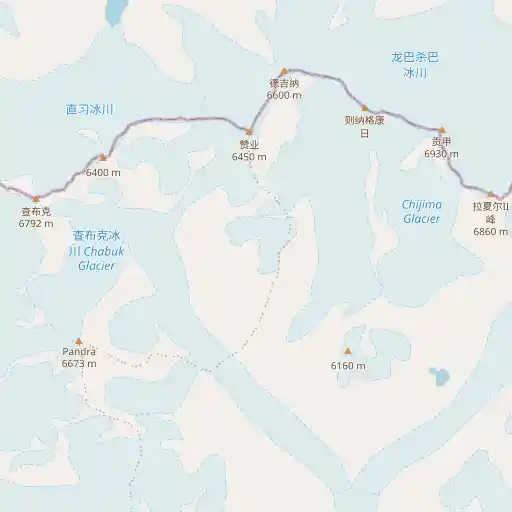 龙巴杀巴
冰川
德吉纳
6600 m
直习冰川
则纳格康
日
赞业
6450 m
贡甲
6930 m
6400 m
查布克
6792 m
Chijima
Glacier
拉夏尔II
峰
6860 m
查布克冰
川 Chabuk
Glacier
Pandra
6673 m
6160 m